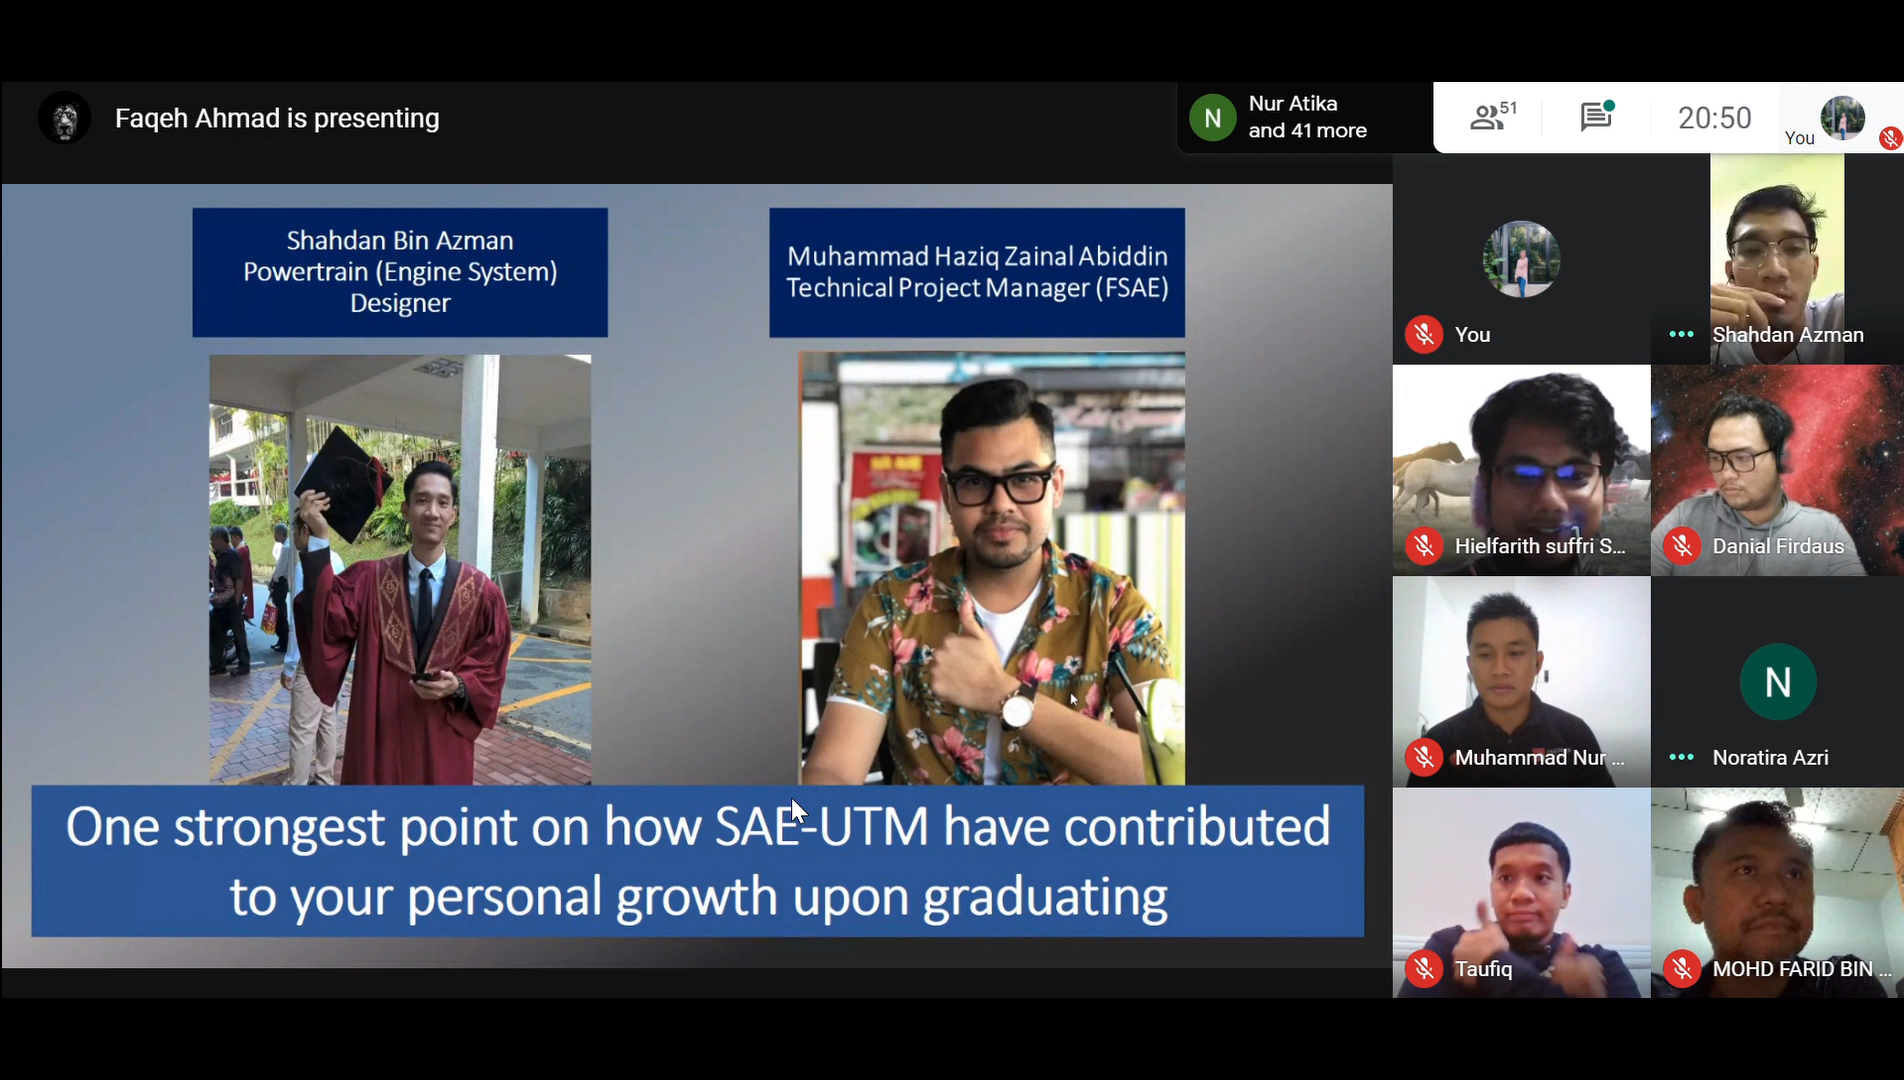 Faqeh Ahmad is presenting
N
Nur Atika
and 41 more
51
20:50
You
Shahdan Bin Azman
Powertrain (Engine System)
Designer
Muhammad Haziq Zainal Abiddin
Technical Project Manager (FSAE)
One strongest point on how SAE-UTM have contributed
to your personal growth upon graduating
You
Shahdan Azman
Hielfarith suffri S...
Danial Firdaus
Muhammad Nur ...
N
Noratira Azri
Taufiq
MOHD FARID BIN ...